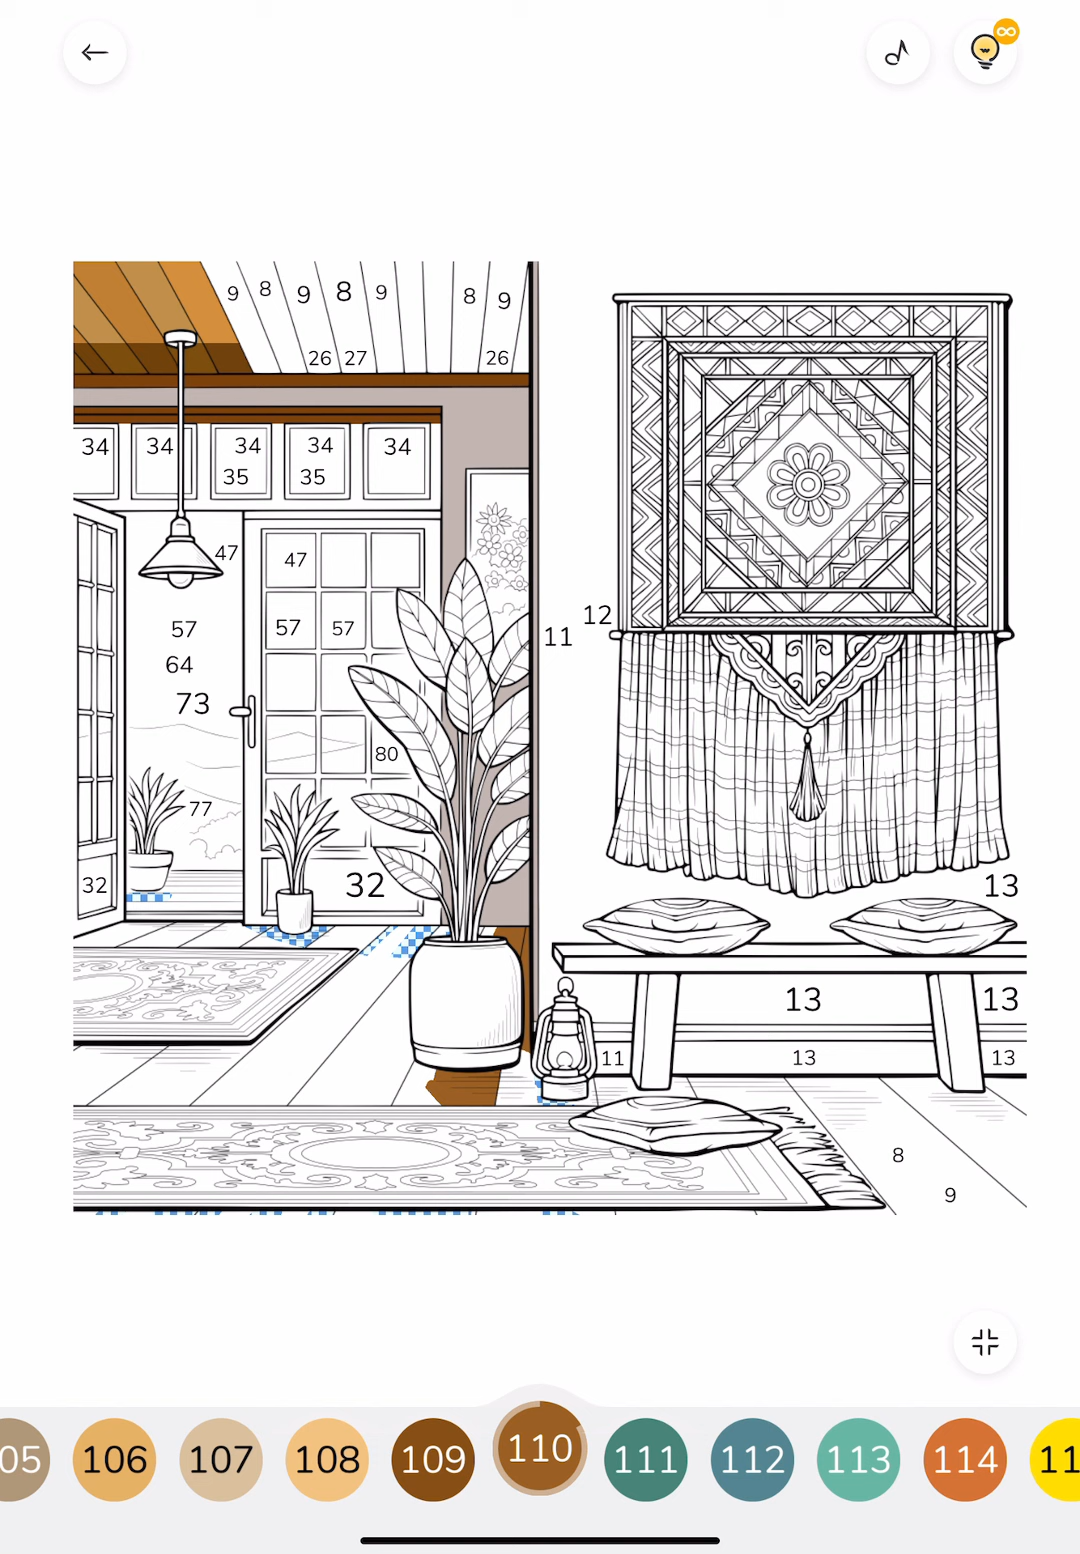 9 8 9 8 9 8 9
26 27 26
34 34 34 34 34
35 35
47 47
12
57 57 57
11
64
73
80
77
32 32 13
13 13
11 13 13
8
9
05 106 107 108 109 110 111 112 113 114 11